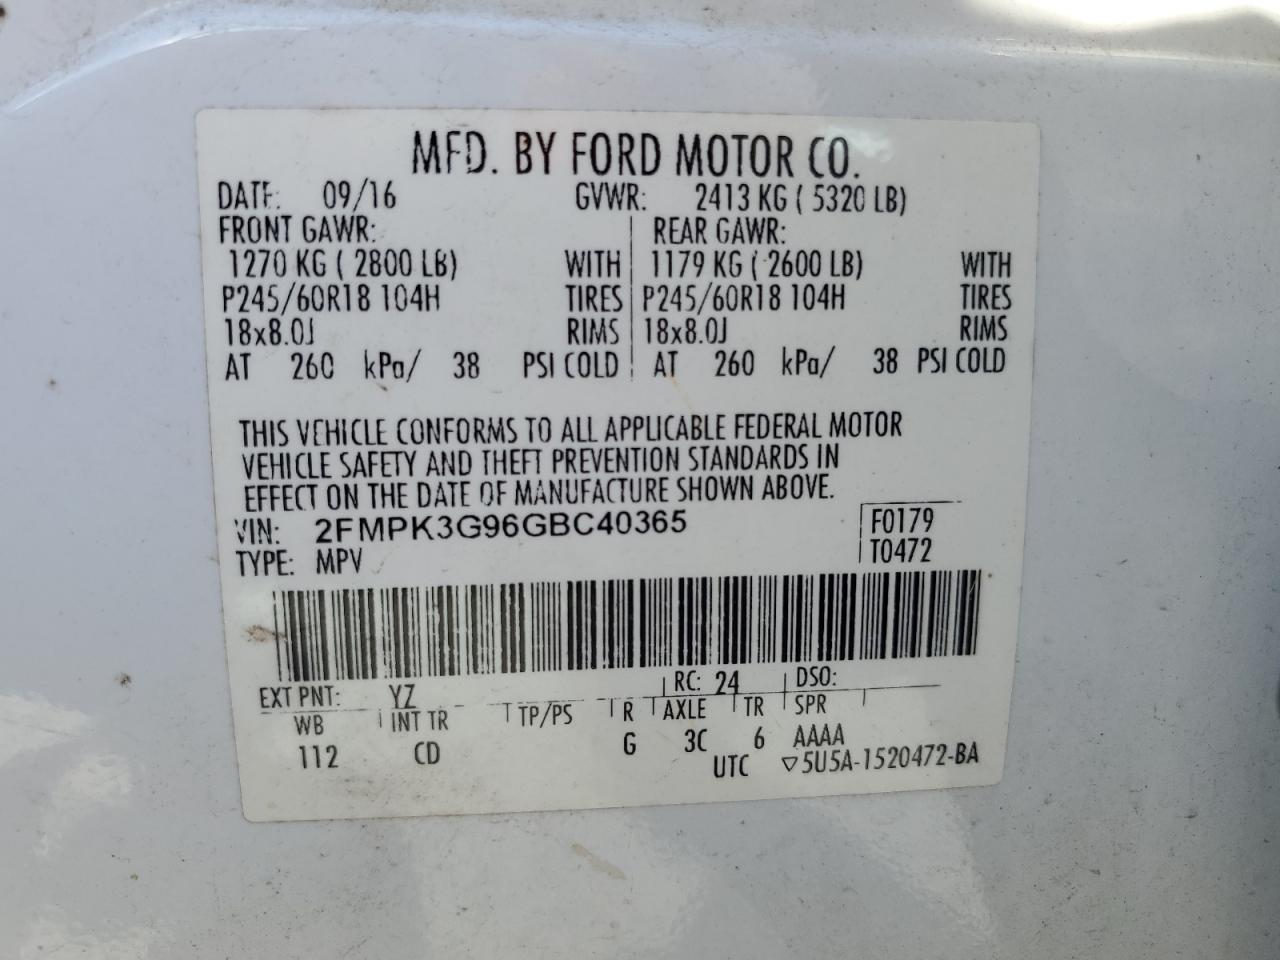 MFD. BY FORD MOTOR CO.
DATE: 09/16 GVWR: 2413 KG ( 5320 LB)
FRONT GAWR: REAR GAWR:
1270 KG ( 2800 LB) WITH 1179 KG ( 2600 LB) WITH
P245/60R18 104H TIRES P245/60R18 104H TIRES
18x8.0J RIMS 18x8.0J RIMS
AT 260 kPa/ 38 PSI COLD AT 260 kPa/ 38 PSI COLD
THIS VEHICLE CONFORMS TO ALL APPLICABLE FEDERAL MOTOR
VEHICLE SAFETY AND THEFT PREVENTION STANDARDS IN
EFFECT ON THE DATE OF MANUFACTURE SHOWN ABOVE.
VIN: 2FMPK3G96GBC40365 F0179
TYPE: MPV T0472
EXT PNT: YZ RC: 24 DSO:
WB INT TR TP/PS R AXLE TR SPR
112 CD G 3C 6 AAAA
UTC ▽5U5A-1520472-BA